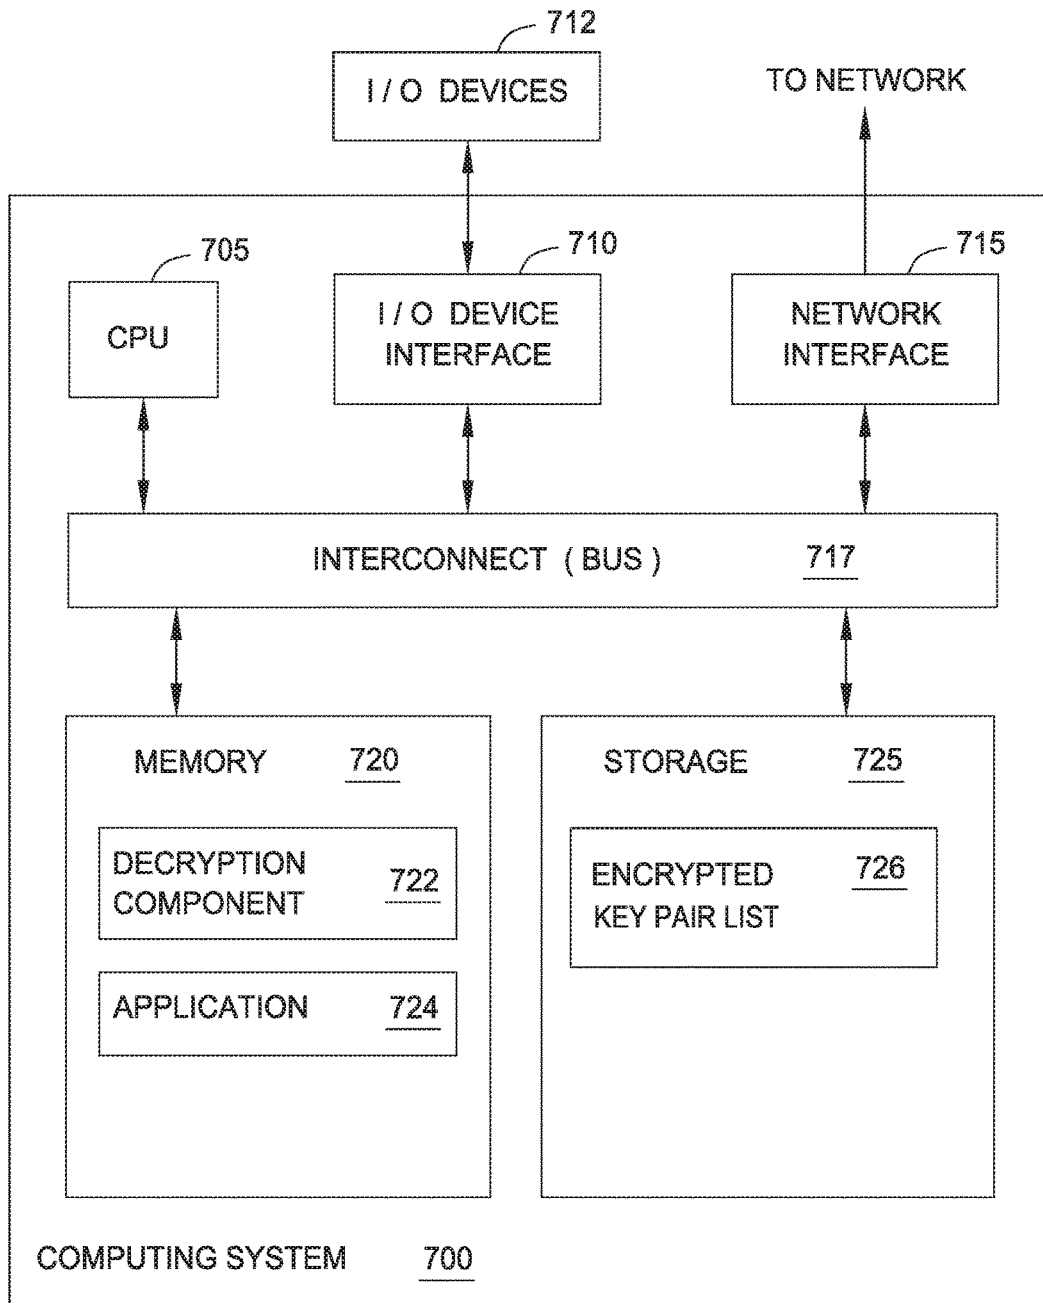 712
I / O DEVICES
TO NETWORK
705
710
715
CPU
I / O DEVICE
INTERFACE
NETWORK
INTERFACE
INTERCONNECT ( BUS ) 717
MEMORY 720
DECRYPTION
COMPONENT 722
APPLICATION 724
STORAGE 725
ENCRYPTED
KEY PAIR LIST 726
COMPUTING SYSTEM 700